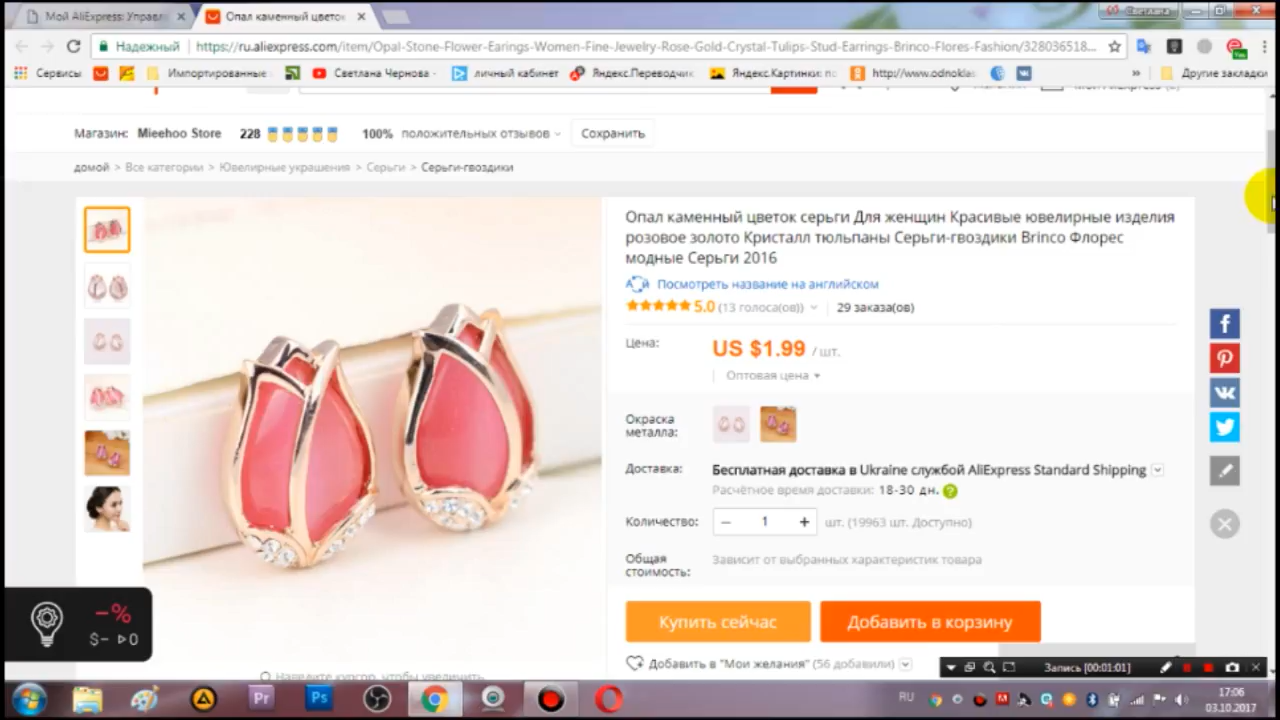 Мой AliExpress: Управл
Опал каменный цветок
Светлана
Надежный
https://ru.aliexpress.com/item/Opal-Stone-Flower-Earings-Women-Fine-Jewelry-Rose-Gold-Crystal-Tulips-Stud-Earrings-Brinco-Flores-Fashion/328036518...
Сервисы
Импортированные
Светлана Чернова -
личный кабинет
Яндекс.Переводчик
Яндекс.Картинки: по
http://www.odnokla
»
Другие закладки
Магазин: Mieehoo Store 228 100% положительных отзывов Сохранить
домой > Все категории > Ювелирные украшения > Серьги > Серьги-гвоздики
Опал каменный цветок серьги Для женщин Красивые ювелирные изделия
розовое золото Кристалл тюльпаны Серьги-гвоздики Brinco Флорес
модные Серьги 2016
Посмотреть название на английском
5.0 (13 голоса(ов)) 29 заказа(ов)
Цена: US $1.99 / шт.
Оптовая цена
Окраска
металла:
Доставка: Бесплатная доставка в Ukraine службой AliExpress Standard Shipping
Расчётное время доставки: 18-30 дн.
Количество: − 1 + шт. (19963 шт. Доступно)
Общая
стоимость:
Зависит от выбранных характеристик товара
Купить сейчас
Добавить в корзину
Добавить в "Мои желания" (56 добавили)
−%
$− ▷0
Наведите курсор, чтобы увеличить
Запись [00:01:01]
Pr
Ps
RU
17:06
03.10.2017